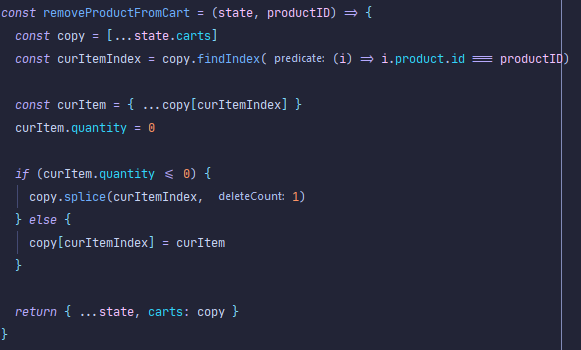 const removeProductFromCart = (state, productID) => {
  const copy = [...state.carts]
  const curItemIndex = copy.findIndex( predicate: (i) => i.product.id === productID)

  const curItem = { ...copy[curItemIndex] }
  curItem.quantity = 0

  if (curItem.quantity <= 0) {
    copy.splice(curItemIndex, deleteCount: 1)
  } else {
    copy[curItemIndex] = curItem
  }

  return { ...state, carts: copy }
}